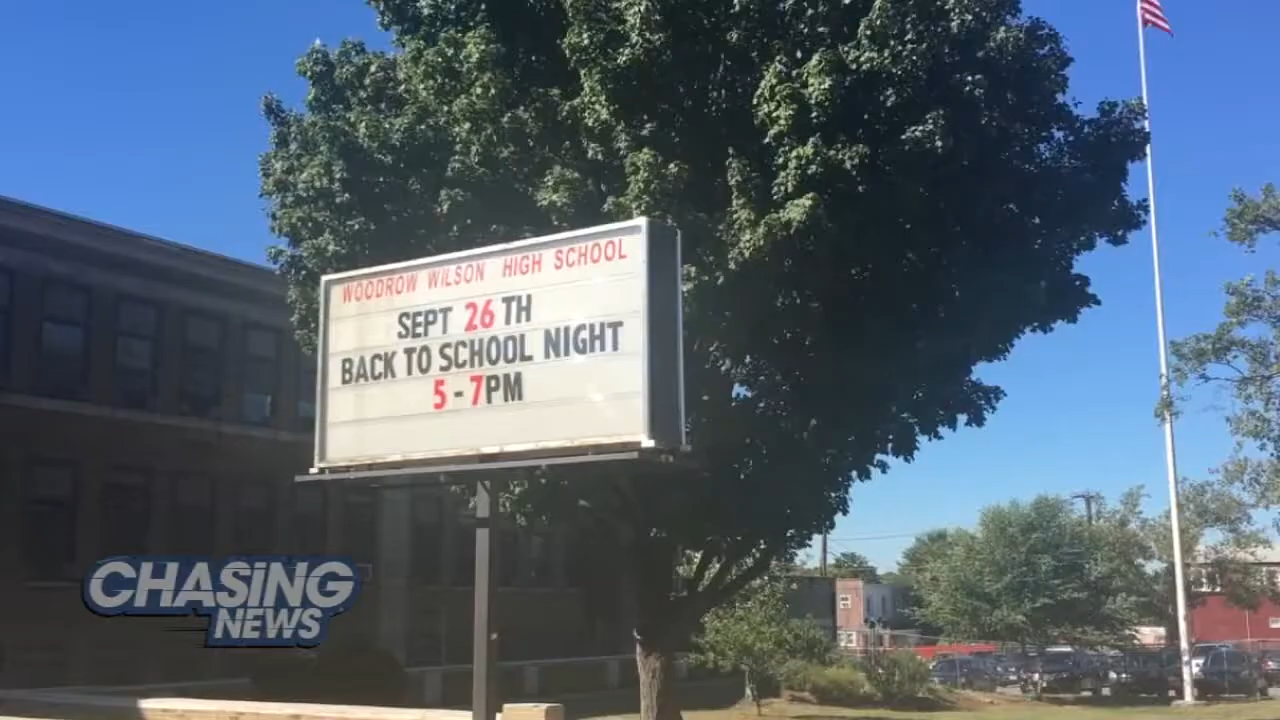 WOODROW WILSON HIGH SCHOOL
SEPT 26 TH
BACK TO SCHOOL NIGHT
5 - 7PM
CHASING
NEWS